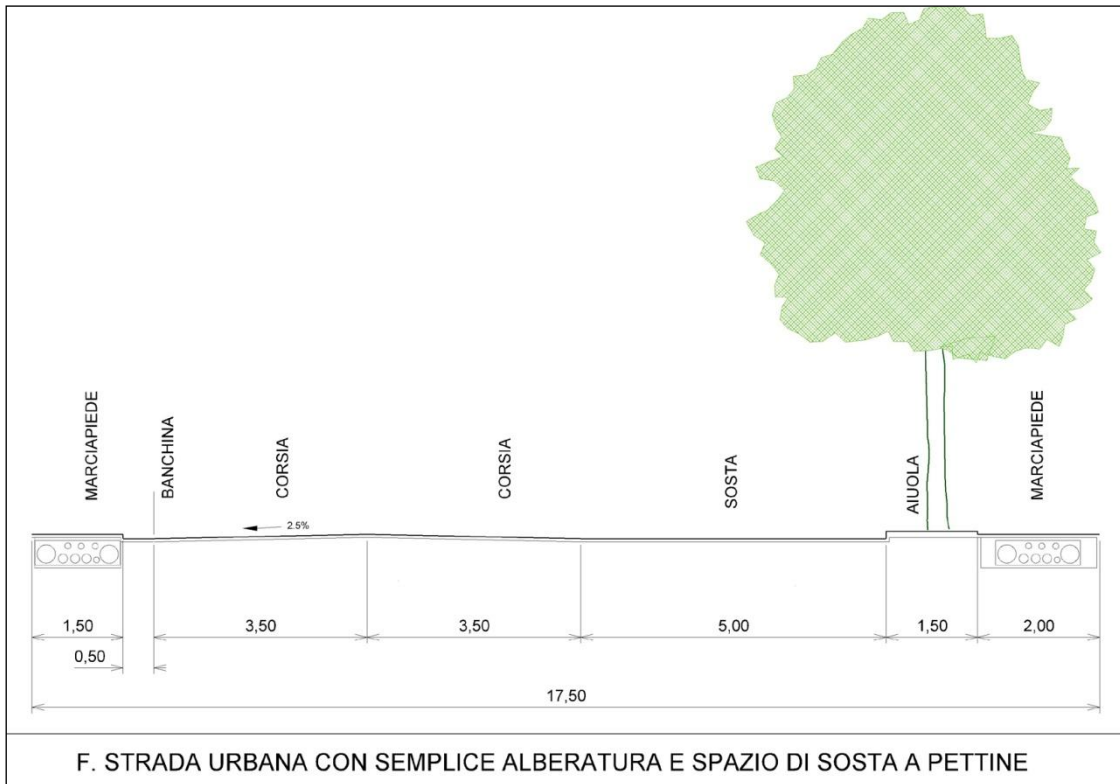 MARCIAPIEDE
BANCHINA
CORSIA
CORSIA
SOSTA
AIUOLA
MARCIAPIEDE
2.5%
1,50
3,50
3,50
5,00
1,50
2,00
0,50
17,50
F. STRADA URBANA CON SEMPLICE ALBERATURA E SPAZIO DI SOSTA A PETTINE